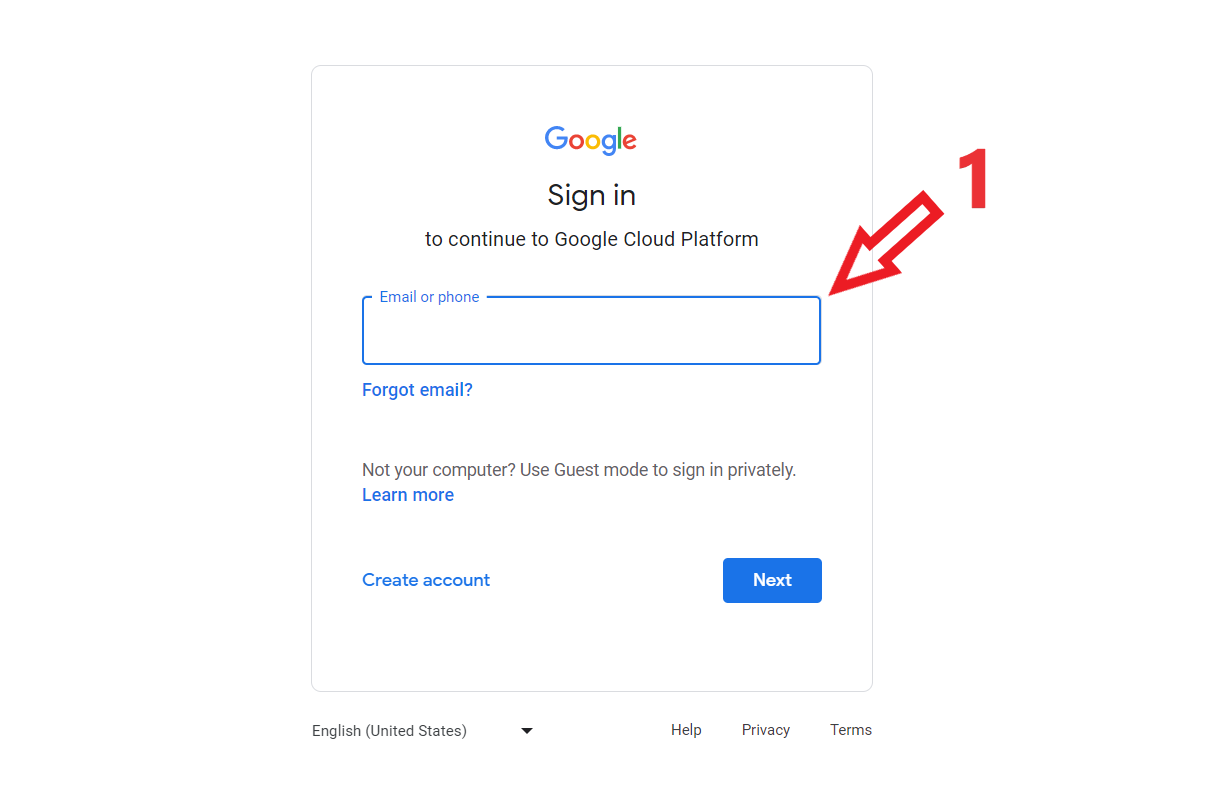 Google
1
Sign in
to continue to Google Cloud Platform
Email or phone
Forgot email?
Not your computer? Use Guest mode to sign in privately.
Learn more
Create account
Next
English (United States)
Help
Privacy
Terms